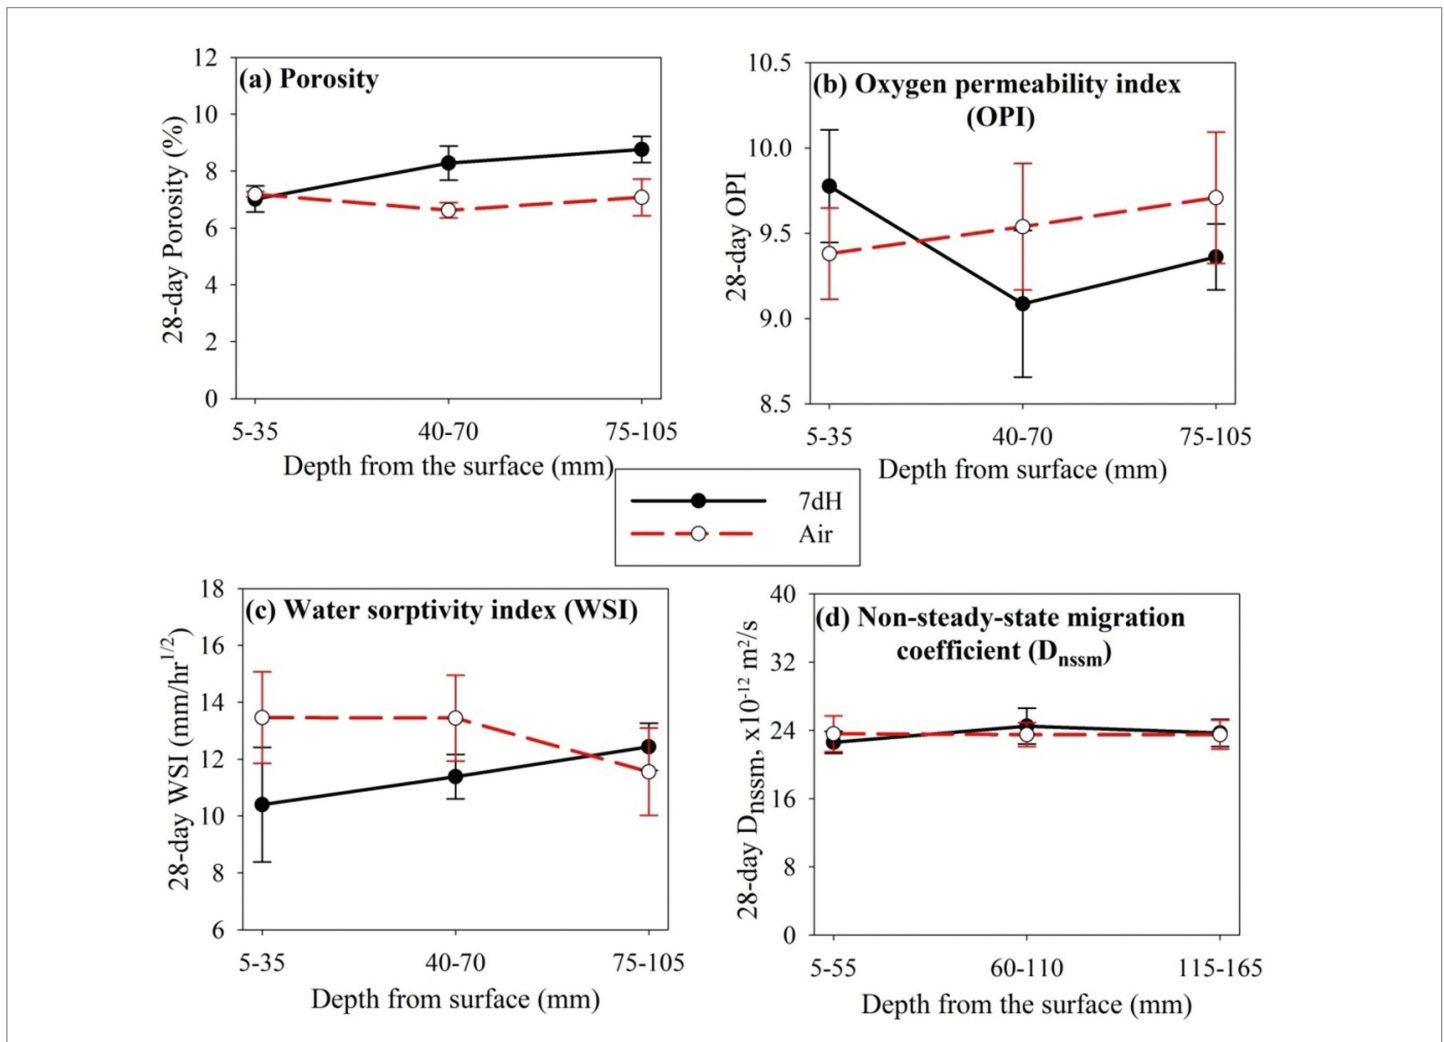 (a) Porosity
28-day Porosity (%)
12
10
8
6
4
2
0
5-35 40-70 75-105
Depth from the surface (mm)
(b) Oxygen permeability index
(OPI)
28-day OPI
10.5
10.0
9.5
9.0
8.5
5-35 40-70 75-105
Depth from surface (mm)
7dH
Air
(c) Water sorptivity index (WSI)
28-day WSI (mm/hr^1/2)
18
16
14
12
10
8
6
5-35 40-70 75-105
Depth from surface (mm)
(d) Non-steady-state migration
coefficient (Dnssm)
28-day Dnssm, x10^-12 m²/s
40
32
24
16
8
0
5-55 60-110 115-165
Depth from the surface (mm)